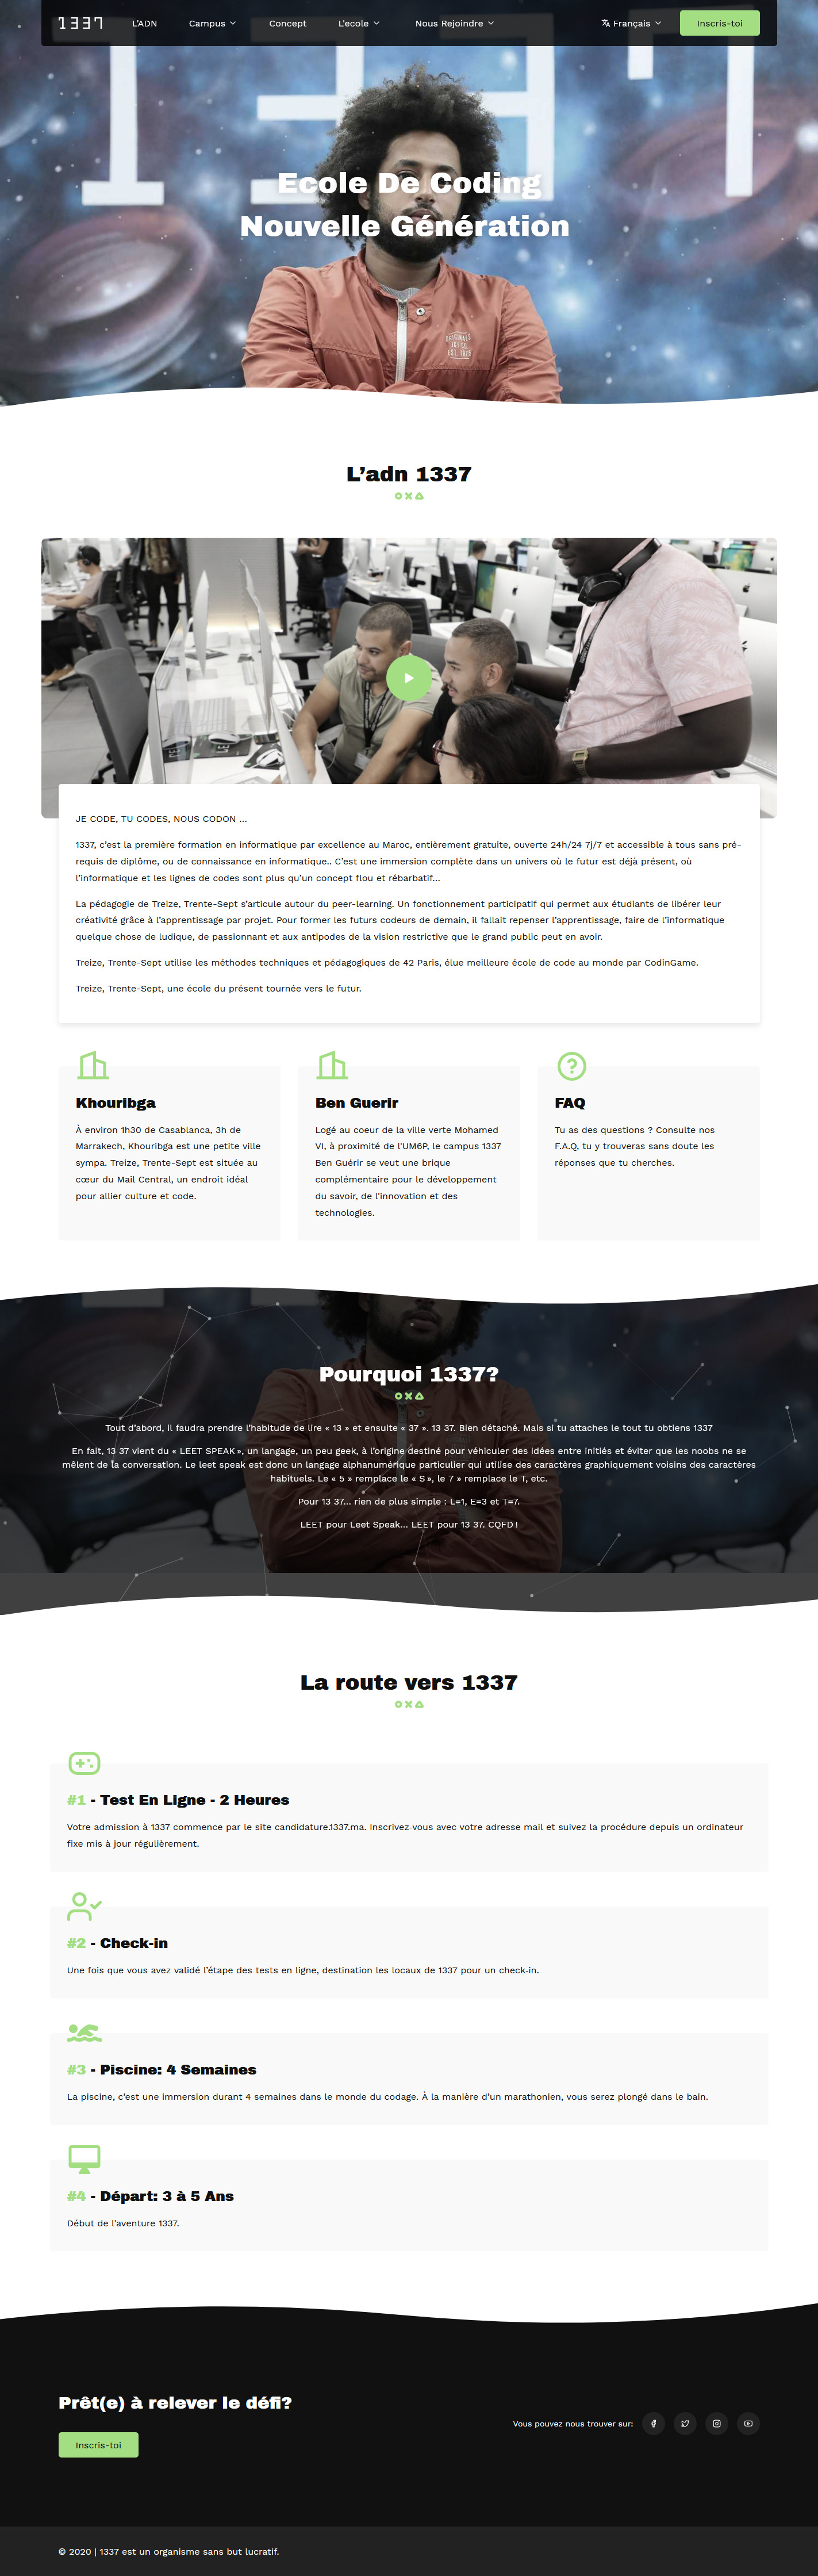 1337
L'ADN
Campus
Concept
L'ecole
Nous Rejoindre
Français
Inscris-toi
Ecole De Coding
Nouvelle Génération
L’adn 1337
JE CODE, TU CODES, NOUS CODON …
1337, c’est la première formation en informatique par excellence au Maroc, entièrement gratuite, ouverte 24h/24 7j/7 et accessible à tous sans pré-
requis de diplôme, ou de connaissance en informatique.. C’est une immersion complète dans un univers où le futur est déjà présent, où
l’informatique et les lignes de codes sont plus qu’un concept flou et rébarbatif…
La pédagogie de Treize, Trente-Sept s’articule autour du peer-learning. Un fonctionnement participatif qui permet aux étudiants de libérer leur
créativité grâce à l’apprentissage par projet. Pour former les futurs codeurs de demain, il fallait repenser l’apprentissage, faire de l’informatique
quelque chose de ludique, de passionnant et aux antipodes de la vision restrictive que le grand public peut en avoir.
Treize, Trente-Sept utilise les méthodes techniques et pédagogiques de 42 Paris, élue meilleure école de code au monde par CodinGame.
Treize, Trente-Sept, une école du présent tournée vers le futur.
Khouribga
À environ 1h30 de Casablanca, 3h de
Marrakech, Khouribga est une petite ville
sympa. Treize, Trente-Sept est située au
cœur du Mail Central, un endroit idéal
pour allier culture et code.
Ben Guerir
Logé au coeur de la ville verte Mohamed
VI, à proximité de l'UM6P, le campus 1337
Ben Guérir se veut une brique
complémentaire pour le développement
du savoir, de l'innovation et des
technologies.
FAQ
Tu as des questions ? Consulte nos
F.A.Q, tu y trouveras sans doute les
réponses que tu cherches.
Pourquoi 1337?
Tout d’abord, il faudra prendre l’habitude de lire « 13 » et ensuite « 37 ». 13 37. Bien détaché. Mais si tu attaches le tout tu obtiens 1337
En fait, 13 37 vient du « LEET SPEAK », un langage, un peu geek, à l’origine destiné pour véhiculer des idées entre initiés et éviter que les noobs ne se
mêlent de la conversation. Le leet speak est donc un langage alphanumérique particulier qui utilise des caractères graphiquement voisins des caractères
habituels. Le « 5 » remplace le « S », le 7 » remplace le T, etc.
Pour 13 37… rien de plus simple : L=1, E=3 et T=7.
LEET pour Leet Speak… LEET pour 13 37. CQFD !
La route vers 1337
#1 - Test En Ligne - 2 Heures
Votre admission à 1337 commence par le site candidature.1337.ma. Inscrivez-vous avec votre adresse mail et suivez la procédure depuis un ordinateur
fixe mis à jour régulièrement.
#2 - Check-in
Une fois que vous avez validé l’étape des tests en ligne, destination les locaux de 1337 pour un check-in.
#3 - Piscine: 4 Semaines
La piscine, c’est une immersion durant 4 semaines dans le monde du codage. À la manière d’un marathonien, vous serez plongé dans le bain.
#4 - Départ: 3 à 5 Ans
Début de l'aventure 1337.
Prêt(e) à relever le défi?
Inscris-toi
Vous pouvez nous trouver sur:
© 2020 | 1337 est un organisme sans but lucratif.